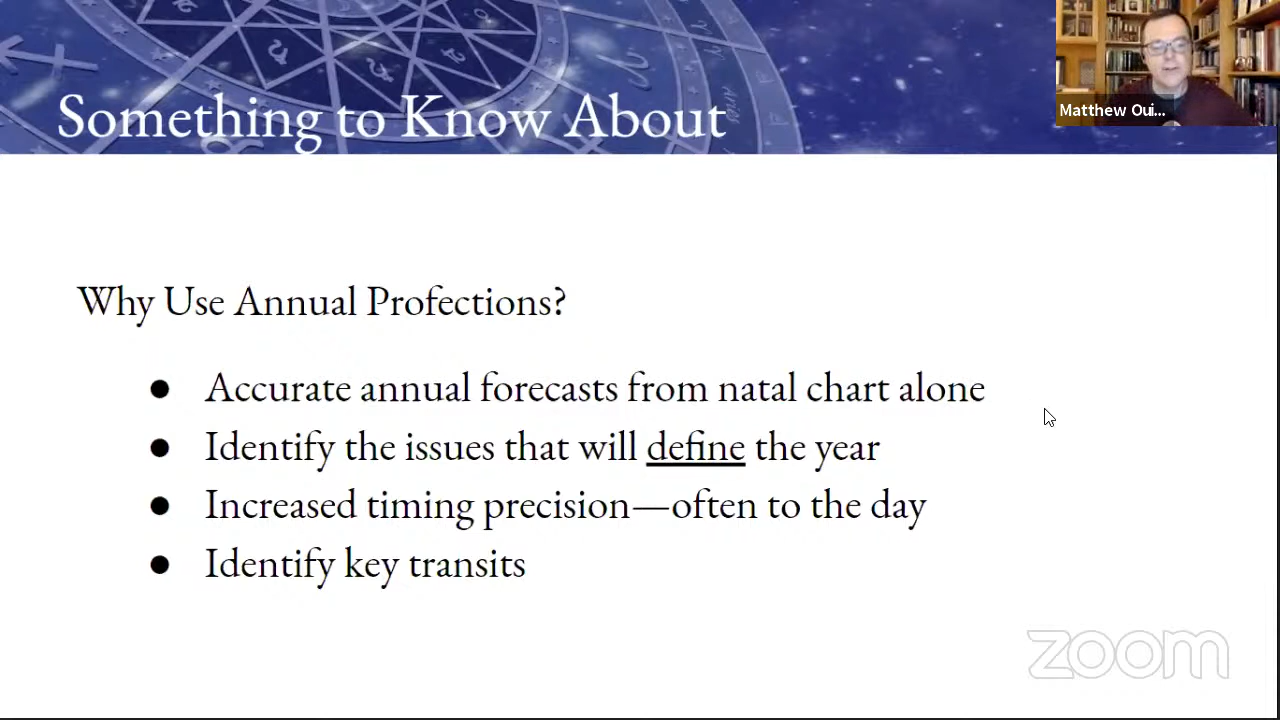 Something to Know About
Matthew Oui...
Why Use Annual Profections?
● Accurate annual forecasts from natal chart alone
● Identify the issues that will define the year
● Increased timing precision—often to the day
● Identify key transits
zoom